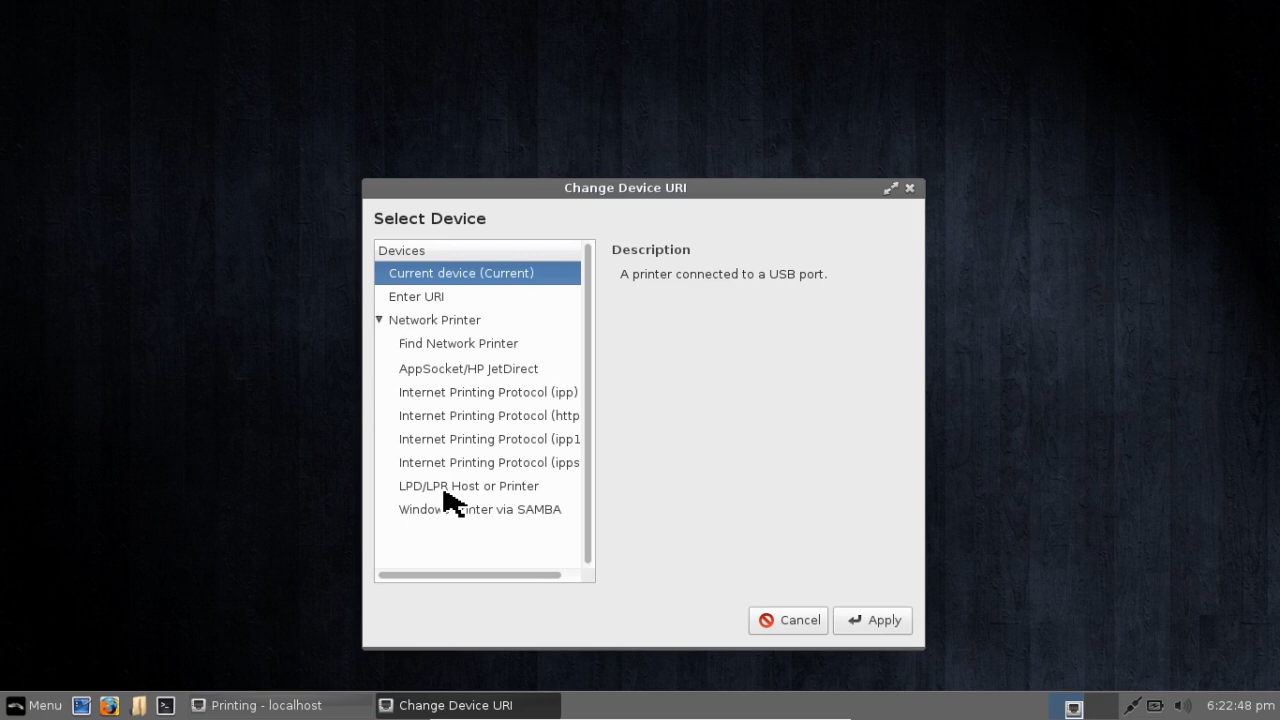 Change Device URI
Select Device
Devices
Current device (Current)
Enter URI
Network Printer
Find Network Printer
AppSocket/HP JetDirect
Internet Printing Protocol (ipp)
Internet Printing Protocol (http
Internet Printing Protocol (ipp1
Internet Printing Protocol (ipps
LPD/LPR Host or Printer
via SAMBA
Description
A printer connected to a USB port.
Cancel
Apply
Menu
Printing - localhost
Change Device URI
6:22:48 pm